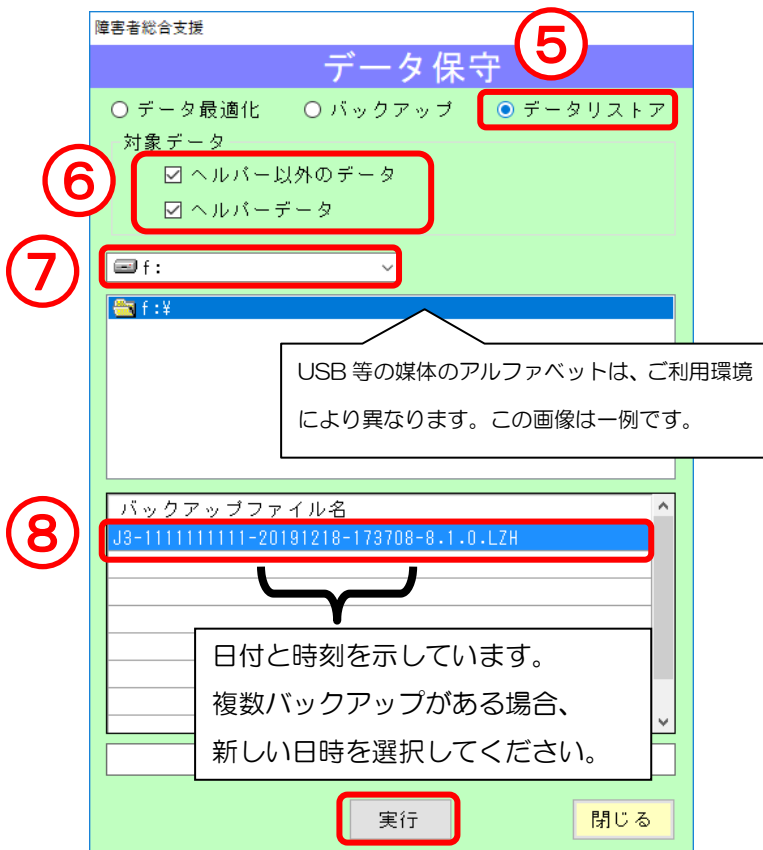 障害者総合支援
⑤
データ保守
データ最適化 バックアップ データリストア
対象データ
⑥
ヘルパー以外のデータ
ヘルパーデータ
⑦
f:
f:¥
USB 等の媒体のアルファベットは、ご利用環境
により異なります。この画像は一例です。
⑧
バックアップファイル名
J3-1111111111-20191218-173708-8.1.0.LZH
日付と時刻を示しています。
複数バックアップがある場合、
新しい日時を選択してください。
実行 閉じる